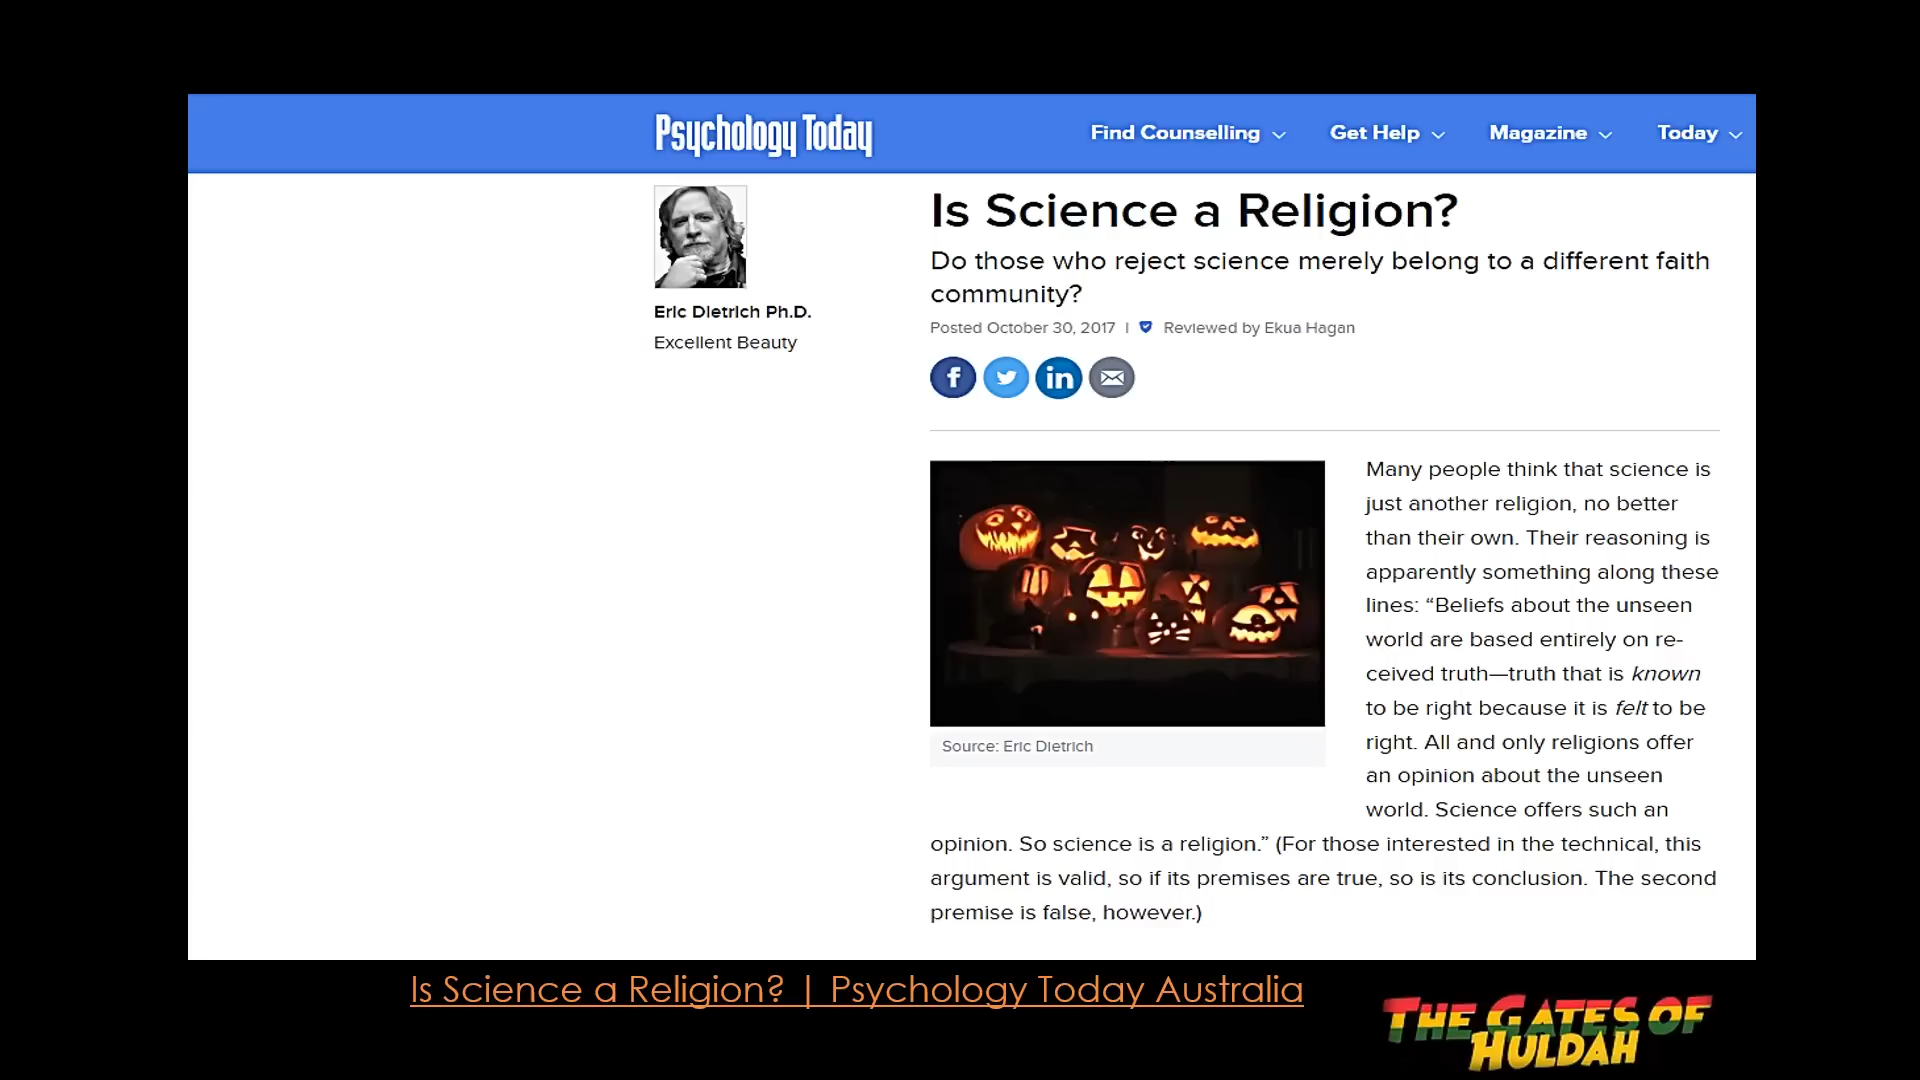 Psychology Today
Find Counselling
Get Help
Magazine
Today
Eric Dietrich Ph.D.
Excellent Beauty
Is Science a Religion?
Do those who reject science merely belong to a different faith
community?
Posted October 30, 2017 | Reviewed by Ekua Hagan
f
in
Many people think that science is
just another religion, no better
than their own. Their reasoning is
apparently something along these
lines: “Beliefs about the unseen
world are based entirely on re-
ceived truth—truth that is known
to be right because it is felt to be
right. All and only religions offer
an opinion about the unseen
world. Science offers such an
opinion. So science is a religion.” (For those interested in the technical, this
argument is valid, so if its premises are true, so is its conclusion. The second
premise is false, however.)
Source: Eric Dietrich
Is Science a Religion? | Psychology Today Australia
THE GATES OF
HULDAH